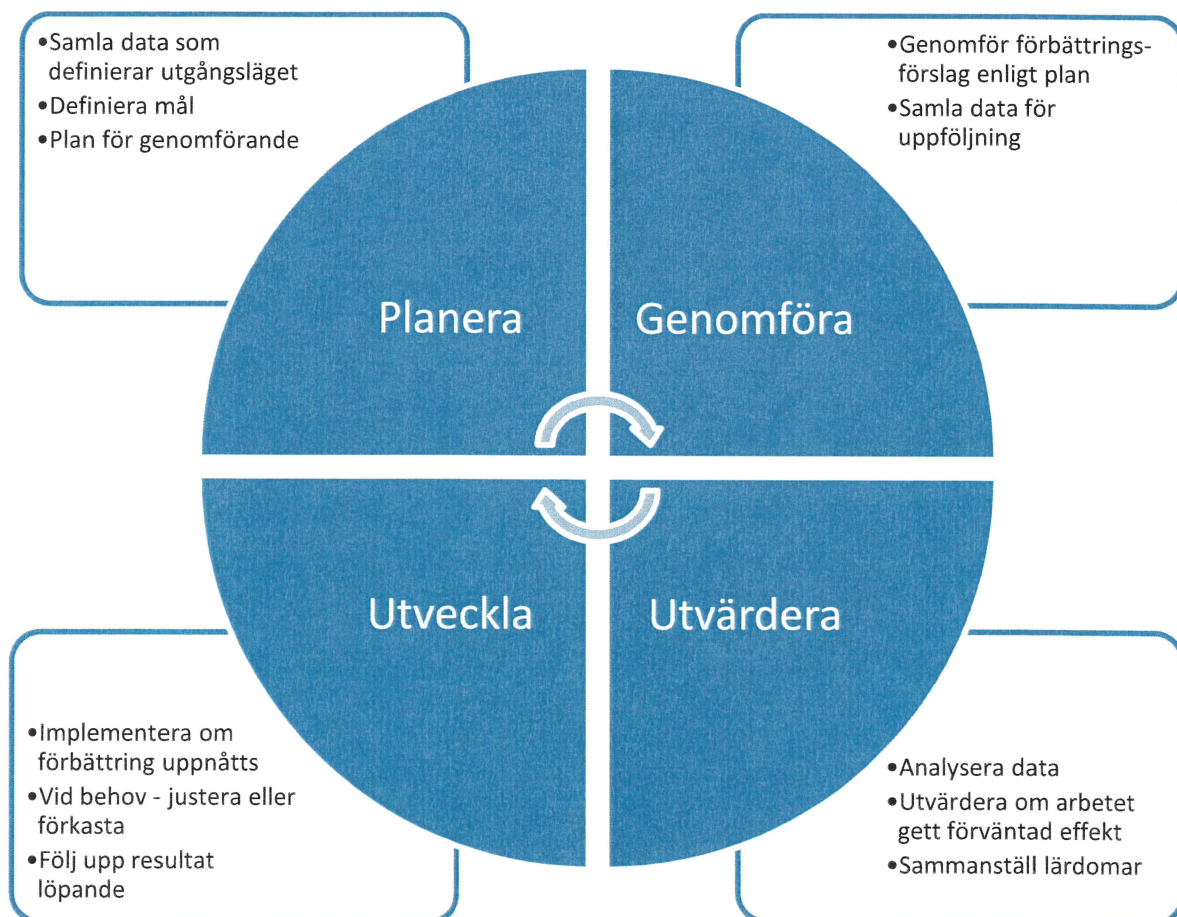 •Samla data som
definierar utgångsläget
•Definiera mål
•Plan för genomförande
•Genomför förbättrings-
förslag enligt plan
•Samla data för
uppföljning
Planera
Genomföra
Utveckla
Utvärdera
•Implementera om
förbättring uppnåtts
•Vid behov - justera eller
förkasta
•Följ upp resultat
löpande
•Analysera data
•Utvärdera om arbetet
gett förväntad effekt
•Sammanställ lärdomar